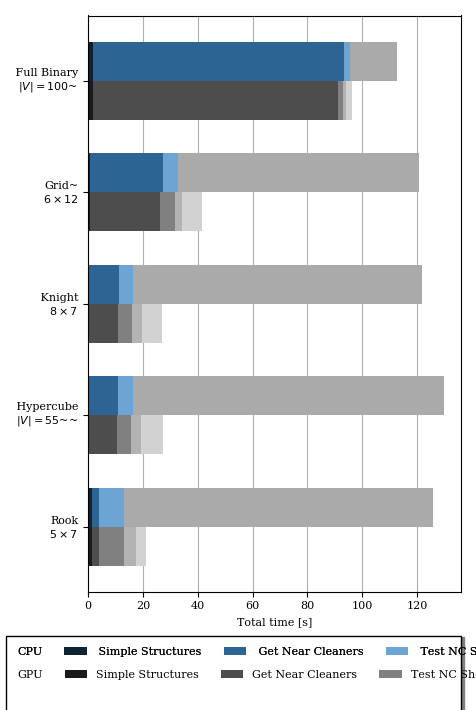 Full Binary
|V| = 100~
Grid~
6 × 12
Knight
8 × 7
Hypercube
|V| = 55~~
Rook
5 × 7
0 20 40 60 80 100 120
Total time [s]
CPU Simple Structures Get Near Cleaners Test NC S
GPU Simple Structures Get Near Cleaners Test NC Sh